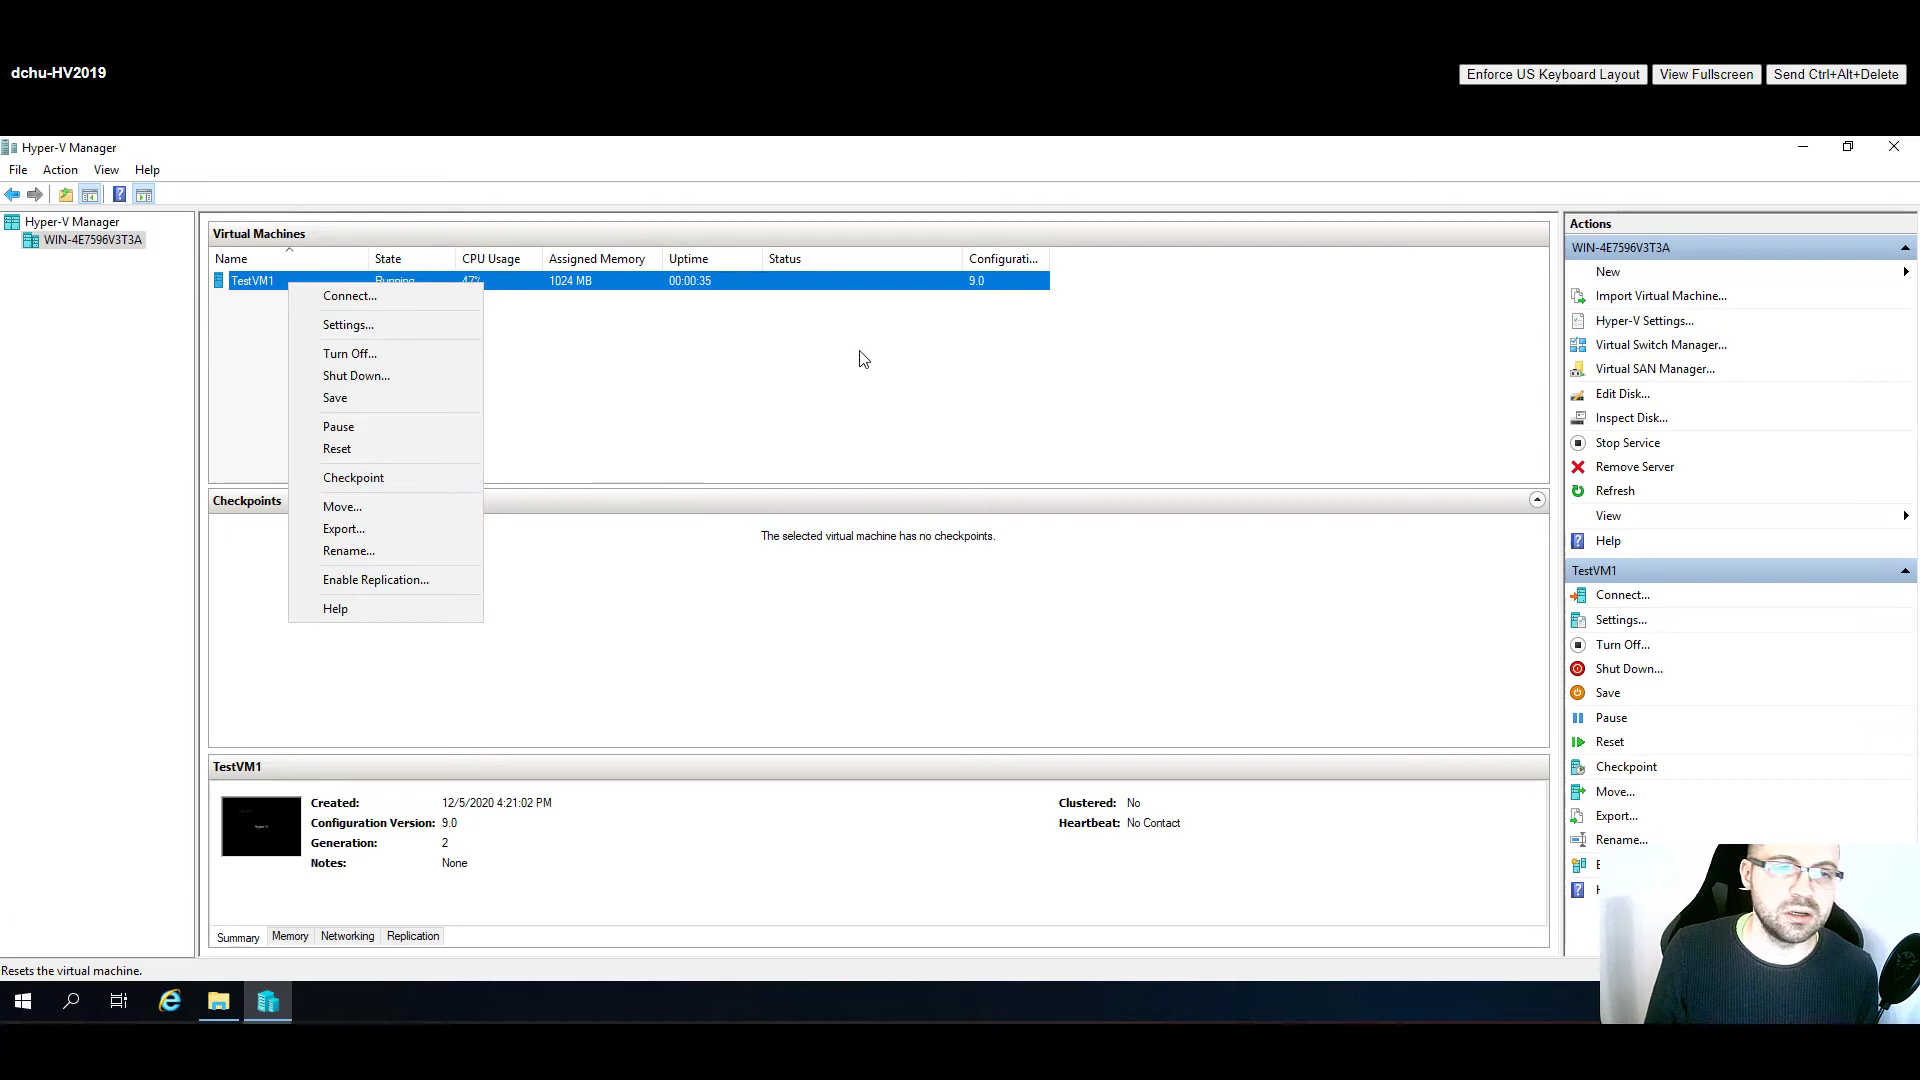 dchu-HV2019
Enforce US Keyboard Layout
View Fullscreen
Send Ctrl+Alt+Delete
Hyper-V Manager
File Action View Help
Hyper-V Manager
WIN-4E7596V3T3A
Virtual Machines
Name State CPU Usage Assigned Memory Uptime Status Configurati...
TestVM1 Running 47% 1024 MB 00:00:35 9.0
Connect...
Settings...
Turn Off...
Shut Down...
Save
Pause
Reset
Checkpoint
Move...
Export...
Rename...
Enable Replication...
Help
Checkpoints
The selected virtual machine has no checkpoints.
TestVM1
Created: 12/5/2020 4:21:02 PM
Configuration Version: 9.0
Generation: 2
Notes: None
Clustered: No
Heartbeat: No Contact
Summary Memory Networking Replication
Actions
WIN-4E7596V3T3A
New
Import Virtual Machine...
Hyper-V Settings...
Virtual Switch Manager...
Virtual SAN Manager...
Edit Disk...
Inspect Disk...
Stop Service
Remove Server
Refresh
View
Help
TestVM1
Connect...
Settings...
Turn Off...
Shut Down...
Save
Pause
Reset
Checkpoint
Move...
Export...
Rename...
Resets the virtual machine.